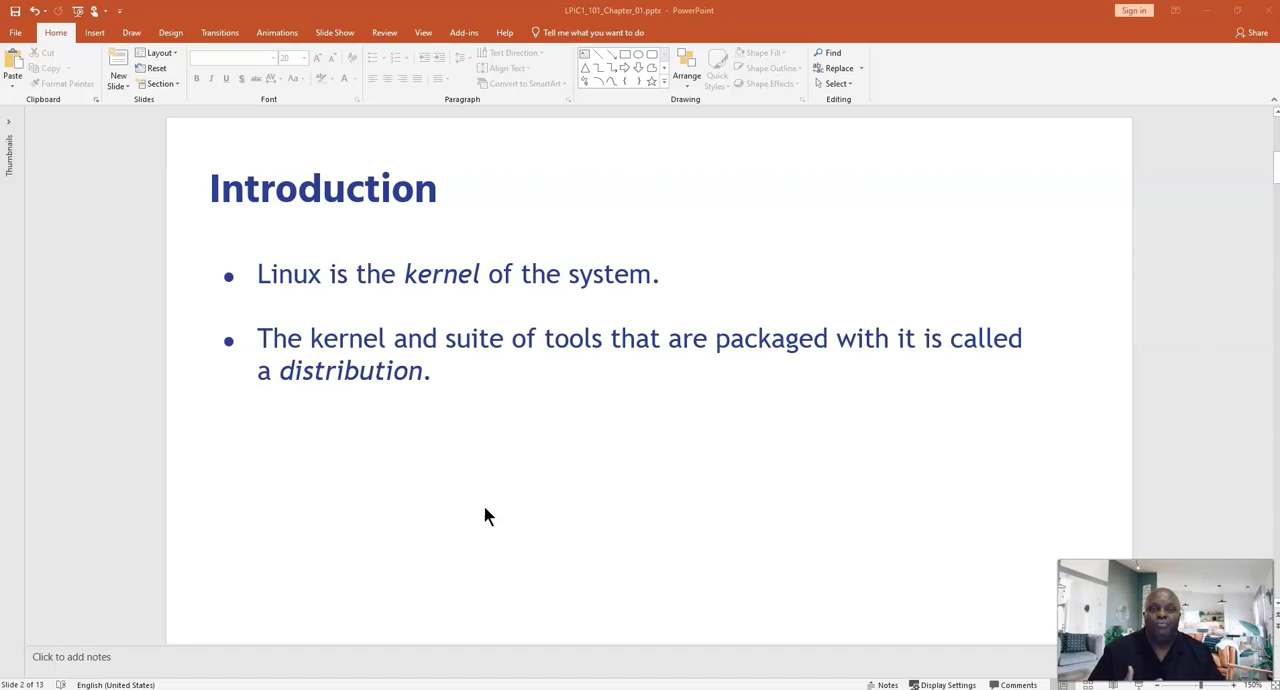 LPIC1_101_Chapter_01.pptx - PowerPoint
Sign in
File Home Insert Draw Design Transitions Animations Slide Show Review View Add-ins Help Tell me what you want to do Share
Paste
Cut
Copy
Format Painter
Clipboard
New
Slide
Layout
Reset
Section
Slides
20
B I U S abc AV Aa A
Font
Text Direction
Align Text
Convert to SmartArt
Paragraph
Arrange
Quick
Styles
Shape Fill
Shape Outline
Shape Effects
Drawing
Find
Replace
Select
Editing
Thumbnails
Introduction
● Linux is the kernel of the system.
● The kernel and suite of tools that are packaged with it is called
a distribution.
Click to add notes
Slide 2 of 13 English (United States) Notes Display Settings Comments 150%